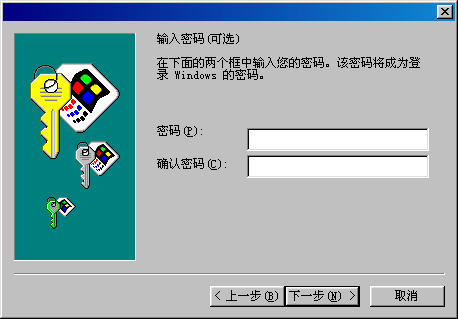 输入密码(可选)
在下面的两个框中输入您的密码。该密码将成为登
录 Windows 的密码。
密码(P):
确认密码(C):
< 上一步(B)
下一步(N) >
取消